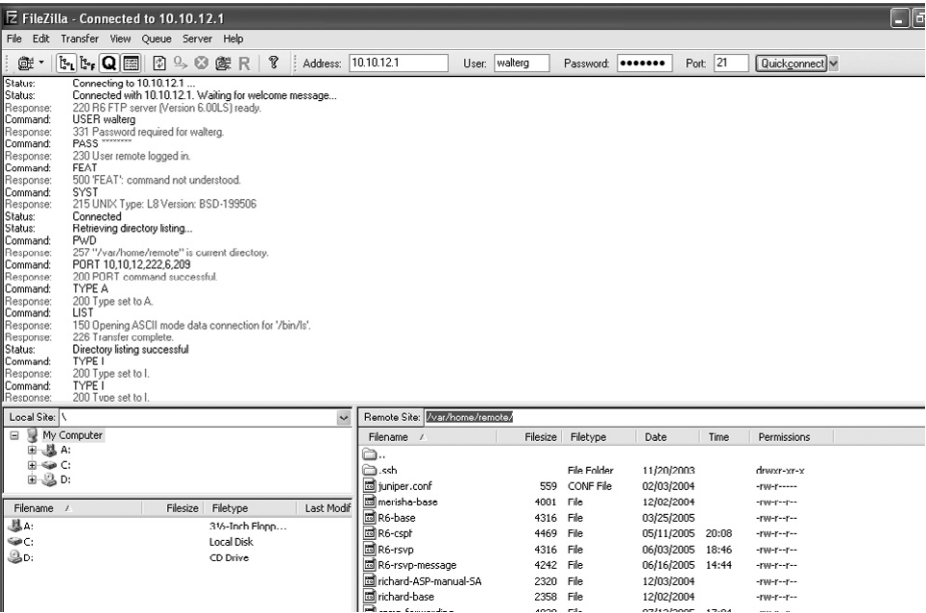 FileZilla - Connected to 10.10.12.1
File Edit Transfer View Queue Server Help
Address: 10.10.12.1 User: walterg Password: ●●●●●●● Port: 21 Quickconnect
Status: Connecting to 10.10.12.1 ...
Status: Connected with 10.10.12.1. Waiting for welcome message...
Response: 220 R6 FTP server (Version 6.00LS) ready.
Command: USER walterg
Response: 331 Password required for walterg.
Command: PASS ********
Response: 230 User remote logged in.
Command: FEAT
Response: 500 'FEAT': command not understood.
Command: SYST
Response: 215 UNIX Type: L8 Version: BSD-199506
Status: Connected
Status: Retrieving directory listing...
Command: PWD
Response: 257 "/var/home/remote" is current directory.
Command: PORT 10,10,12,222,6,209
Response: 200 PORT command successful.
Command: TYPE A
Response: 200 Type set to A.
Command: LIST
Response: 150 Opening ASCII mode data connection for '/bin/ls'.
Response: 226 Transfer complete.
Status: Directory listing successful
Command: TYPE I
Response: 200 Type set to I.
Command: TYPE I
Response: 200 Type set to I.
Local Site: \
My Computer
A:
C:
D:
Filename / Filesize Filetype Last Modif
A: 3½-Inch Flopp...
C: Local Disk
D: CD Drive
Remote Site: /var/home/remote/
Filename / Filesize Filetype Date Time Permissions
..
.ssh File Folder 11/20/2003 drwxr-xr-x
juniper.conf 559 CONF File 02/03/2004 -rw-r-----
merisha-base 4001 File 12/02/2004 -rw-r--r--
R6-base 4316 File 03/25/2005 -rw-r--r--
R6-cspf 4469 File 05/11/2005 20:08 -rw-r--r--
R6-rsvp 4316 File 06/03/2005 18:46 -rw-r--r--
R6-rsvp-message 4242 File 06/16/2005 14:44 -rw-r--r--
richard-ASP-manual-SA 2320 File 12/03/2004 -rw-r--r--
richard-base 2358 File 12/02/2004 -rw-r--r--
File 07/12/2005 17:04